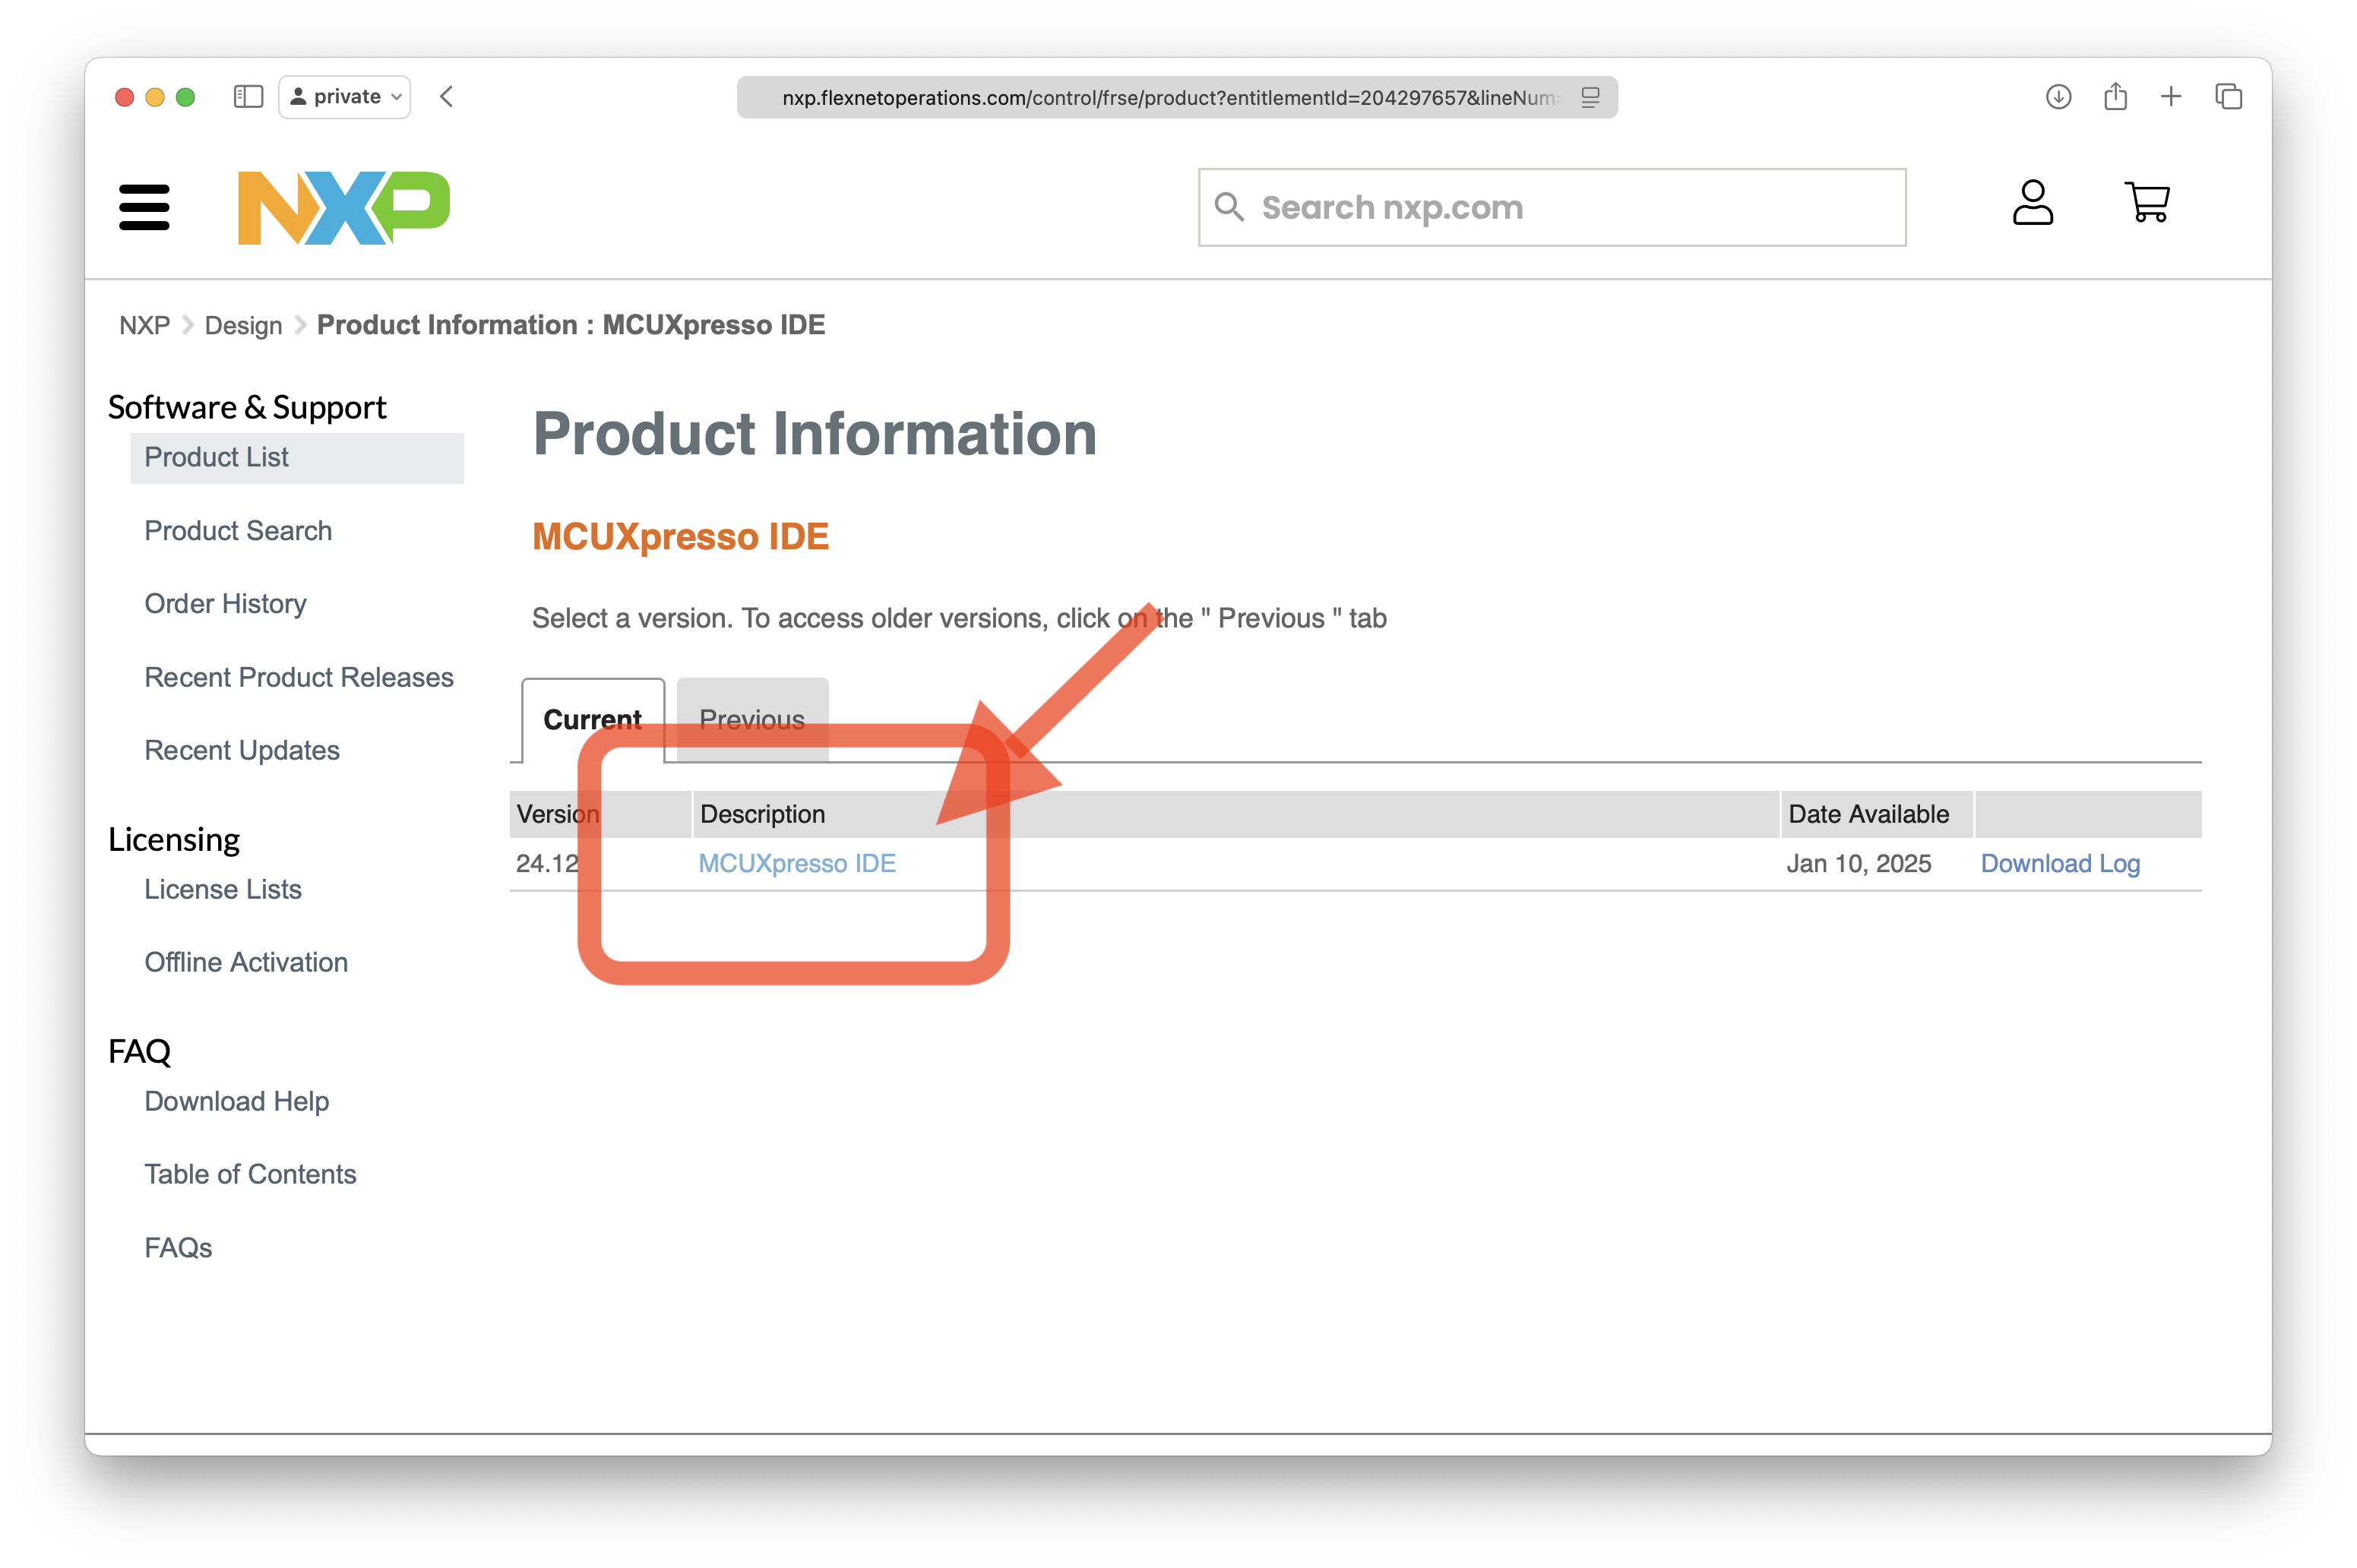 private
nxp.flexnetoperations.com/control/frse/product?entitlementId=204297657&lineNum=
NXP
Search nxp.com
NXP > Design > Product Information : MCUXpresso IDE
Software & Support
Product List
Product Search
Order History
Recent Product Releases
Recent Updates
Licensing
License Lists
Offline Activation
FAQ
Download Help
Table of Contents
FAQs
Product Information
MCUXpresso IDE
Select a version. To access older versions, click on the " Previous " tab
Current Previous
Version Description Date Available
24.12 MCUXpresso IDE Jan 10, 2025 Download Log